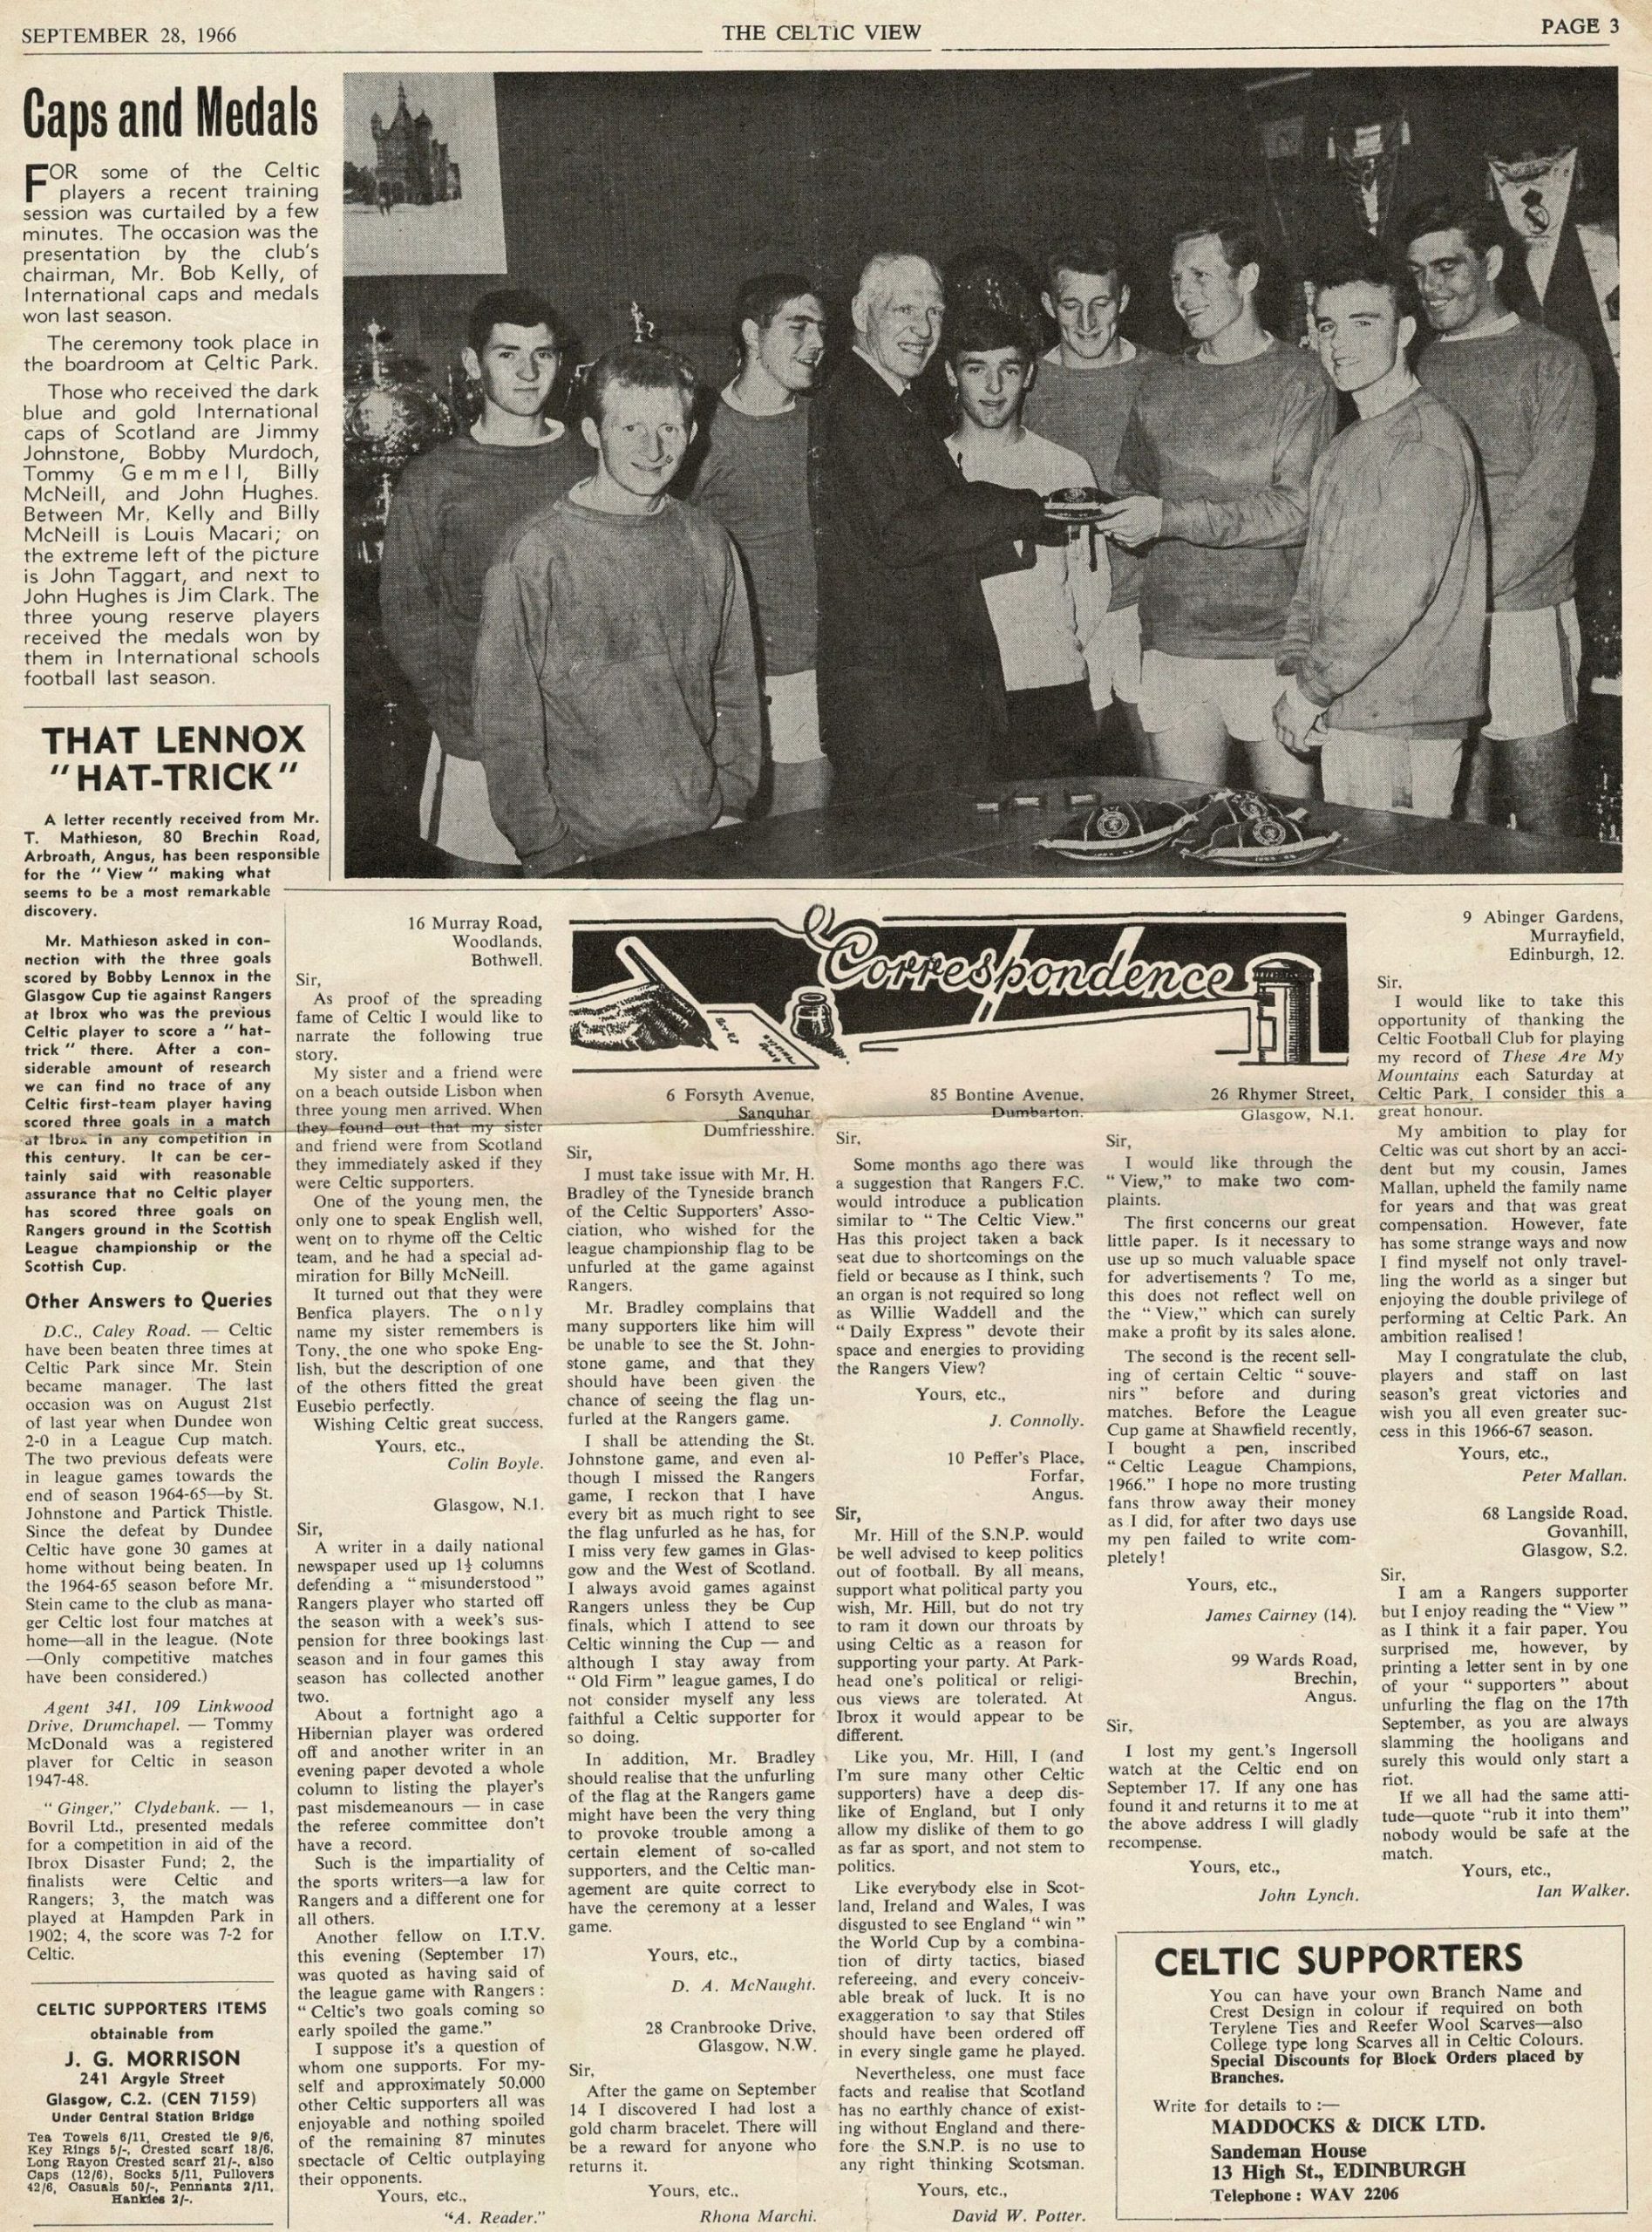 SEPTEMBER 28, 1966
THE CELTIC VIEW
PAGE 3
Caps and Medals
FOR some of the Celtic
players a recent training
session was curtailed by a few
minutes. The occasion was the
presentation by the club's
chairman, Mr. Bob Kelly, of
International caps and medals
won last season.
The ceremony took place in
the boardroom at Celtic Park.
Those who received the dark
blue and gold International
caps of Scotland are Jimmy
Johnstone, Bobby Murdoch,
Tommy Gemmell, Billy
McNeill, and John Hughes.
Between Mr. Kelly and Billy
McNeill is Louis Macari; on
the extreme left of the picture
is John Taggart, and next to
John Hughes is Jim Clark. The
three young reserve players
received the medals won by
them in International schools
football last season.
THAT LENNOX
"HAT-TRICK"
A letter recently received from Mr.
T. Mathieson, 80 Brechin Road,
Arbroath, Angus, has been responsible
for the "View" making what
seems to be a most remarkable
discovery.
Mr. Mathieson asked in con-
nection with the three goals
scored by Bobby Lennox in the
Glasgow Cup tie against Rangers
at Ibrox who was the previous
Celtic player to score a "hat-
trick" there. After a con-
siderable amount of research
we can find no trace of any
Celtic first-team player having
scored three goals in a match
at Ibrox in any competition in
this century. It can be cer-
tainly said with reasonable
assurance that no Celtic player
has scored three goals on
Rangers ground in the Scottish
League championship or the
Scottish Cup.
Other Answers to Queries
D.C., Caley Road. — Celtic
have been beaten three times at
Celtic Park since Mr. Stein
became manager. The last
occasion was on August 21st
of last year when Dundee won
2-0 in a League Cup match.
The two previous defeats were
in league games towards the
end of season 1964-65—by St.
Johnstone and Partick Thistle.
Since the defeat by Dundee
Celtic have gone 30 games at
home without being beaten. In
the 1964-65 season before Mr.
Stein came to the club as mana-
ger Celtic lost four matches at
home—all in the league. (Note
—Only competitive matches
have been considered.)
Agent 341, 109 Linkwood
Drive, Drumchapel. — Tommy
McDonald was a registered
player for Celtic in season
1947-48.
"Ginger," Clydebank. — 1,
Bovril Ltd., presented medals
for a competition in aid of the
Ibrox Disaster Fund; 2, the
finalists were Celtic and
Rangers; 3, the match was
played at Hampden Park in
1902; 4, the score was 7-2 for
Celtic.
CELTIC SUPPORTERS ITEMS
obtainable from
J. G. MORRISON
241 Argyle Street
Glasgow, C.2. (CEN 7159)
Under Central Station Bridge
Tea Towels 6/11, Crested tie 9/6,
Key Rings 5/-, Crested scarf 18/6,
Long Rayon Crested scarf 21/-, also
Caps (12/6), Socks 5/11, Pullovers
42/6, Casuals 50/-, Pennants 2/11,
Hankies 2/-.
16 Murray Road,
Woodlands,
Bothwell.
Sir,
As proof of the spreading
fame of Celtic I would like to
narrate the following true
story.
My sister and a friend were
on a beach outside Lisbon when
three young men arrived. When
they found out that my sister
and friend were from Scotland
they immediately asked if they
were Celtic supporters.
One of the young men, the
only one to speak English well,
went on to rhyme off the Celtic
team, and he had a special ad-
miration for Billy McNeill.
It turned out that they were
Benfica players. The only
name my sister remembers is
Tony, the one who spoke Eng-
lish, but the description of one
of the others fitted the great
Eusebio perfectly.
Wishing Celtic great success,
Yours, etc.,
Colin Boyle.
Glasgow, N.1.
Sir,
A writer in a daily national
newspaper used up 1½ columns
defending a "misunderstood"
Rangers player who started off
the season with a week's sus-
pension for three bookings last
season and in four games this
season has collected another
two.
About a fortnight ago a
Hibernian player was ordered
off and another writer in an
evening paper devoted a whole
column to listing the player's
past misdemeanours — in case
the referee committee don't
have a record.
Such is the impartiality of
the sports writers—a law for
Rangers and a different one for
all others.
Another fellow on I.T.V.
this evening (September 17)
was quoted as having said of
the league game with Rangers:
"Celtic's two goals coming so
early spoiled the game."
I suppose it's a question of
whom one supports. For my-
self and approximately 50,000
other Celtic supporters all was
enjoyable and nothing spoiled
of the remaining 87 minutes
spectacle of Celtic outplaying
their opponents.
Yours, etc.,
"A. Reader."
Correspondence
6 Forsyth Avenue,
Sanquhar
Dumfriesshire.
Sir,
I must take issue with Mr. H.
Bradley of the Tyneside branch
of the Celtic Supporters' Asso-
ciation, who wished for the
league championship flag to be
unfurled at the game against
Rangers.
Mr. Bradley complains that
many supporters like him will
be unable to see the St. John-
stone game, and that they
should have been given the
chance of seeing the flag un-
furled at the Rangers game.
I shall be attending the St.
Johnstone game, and even al-
though I missed the Rangers
game, I reckon that I have
every bit as much right to see
the flag unfurled as he has, for
I miss very few games in Glas-
gow and the West of Scotland.
I always avoid games against
Rangers unless they be Cup
finals, which I attend to see
Celtic winning the Cup — and
although I stay away from
"Old Firm" league games, I do
not consider myself any less
faithful a Celtic supporter for
so doing.
In addition, Mr. Bradley
should realise that the unfurling
of the flag at the Rangers game
might have been the very thing
to provoke trouble among a
certain element of so-called
supporters, and the Celtic man-
agement are quite correct to
have the ceremony at a lesser
game.
Yours, etc.,
D. A. McNaught.
28 Cranbrooke Drive,
Glasgow, N.W.
Sir,
After the game on September
14 I discovered I had lost a
gold charm bracelet. There will
be a reward for anyone who
returns it.
Yours, etc.,
Rhona Marchi.
85 Bontine Avenue,
Dumbarton.
Sir,
Some months ago there was
a suggestion that Rangers F.C.
would introduce a publication
similar to "The Celtic View."
Has this project taken a back
seat due to shortcomings on the
field or because as I think, such
an organ is not required so long
as Willie Waddell and the
"Daily Express" devote their
space and energies to providing
the Rangers View?
Yours, etc.,
J. Connolly.
10 Peffer's Place,
Forfar,
Angus.
Sir,
Mr. Hill of the S.N.P. would
be well advised to keep politics
out of football. By all means,
support what political party you
wish, Mr. Hill, but do not try
to ram it down our throats by
using Celtic as a reason for
supporting your party. At Park-
head one's political or religi-
ous views are tolerated. At
Ibrox it would appear to be
different.
Like you, Mr. Hill, I (and
I'm sure many other Celtic
supporters) have a deep dis-
like of England, but I only
allow my dislike of them to go
as far as sport, and not stem to
politics.
Like everybody else in Scot-
land, Ireland and Wales, I was
disgusted to see England "win"
the World Cup by a combina-
tion of dirty tactics, biased
refereeing, and every conceiv-
able break of luck. It is no
exaggeration to say that Stiles
should have been ordered off
in every single game he played.
Nevertheless, one must face
facts and realise that Scotland
has no earthly chance of exist-
ing without England and there-
fore the S.N.P. is no use to
any right thinking Scotsman.
Yours, etc.,
David W. Potter.
26 Rhymer Street,
Glasgow, N.1.
Sir,
I would like through the
"View," to make two com-
plaints.
The first concerns our great
little paper. Is it necessary to
use up so much valuable space
for advertisements? To me,
this does not reflect well on
the "View," which can surely
make a profit by its sales alone.
The second is the recent sell-
ing of certain Celtic "souve-
nirs" before and during
matches. Before the League
Cup game at Shawfield recently,
I bought a pen, inscribed
"Celtic League Champions,
1966." I hope no more trusting
fans throw away their money
as I did, for after two days use
my pen failed to write com-
pletely!
Yours, etc.,
James Cairney (14).
99 Wards Road,
Brechin,
Angus.
Sir,
I lost my gent.'s Ingersoll
watch at the Celtic end on
September 17. If any one has
found it and returns it to me at
the above address I will gladly
recompense.
Yours, etc.,
John Lynch.
9 Abinger Gardens,
Murrayfield,
Edinburgh, 12.
Sir,
I would like to take this
opportunity of thanking the
Celtic Football Club for playing
my record of These Are My
Mountains each Saturday at
Celtic Park, I consider this a
great honour.
My ambition to play for
Celtic was cut short by an acci-
dent but my cousin, James
Mallan, upheld the family name
for years and that was great
compensation. However, fate
has some strange ways and now
I find myself not only travel-
ling the world as a singer but
enjoying the double privilege of
performing at Celtic Park. An
ambition realised!
May I congratulate the club,
players and staff on last
season's great victories and
wish you all even greater suc-
cess in this 1966-67 season.
Yours, etc.,
Peter Mallan.
68 Langside Road,
Govanhill,
Glasgow, S.2.
Sir,
I am a Rangers supporter
but I enjoy reading the "View"
as I think it a fair paper. You
surprised me, however, by
printing a letter sent in by one
of your "supporters" about
unfurling the flag on the 17th
September, as you are always
slamming the hooligans and
surely this would only start a
riot.
If we all had the same atti-
tude—quote "rub it into them"
nobody would be safe at the
match.
Yours, etc.,
Ian Walker.
CELTIC SUPPORTERS
You can have your own Branch Name and
Crest Design in colour if required on both
Terylene Ties and Reefer Wool Scarves—also
College type long Scarves all in Celtic Colours.
Special Discounts for Block Orders placed by
Branches.
Write for details to :—
MADDOCKS & DICK LTD.
Sandeman House
13 High St., EDINBURGH
Telephone : WAV 2206